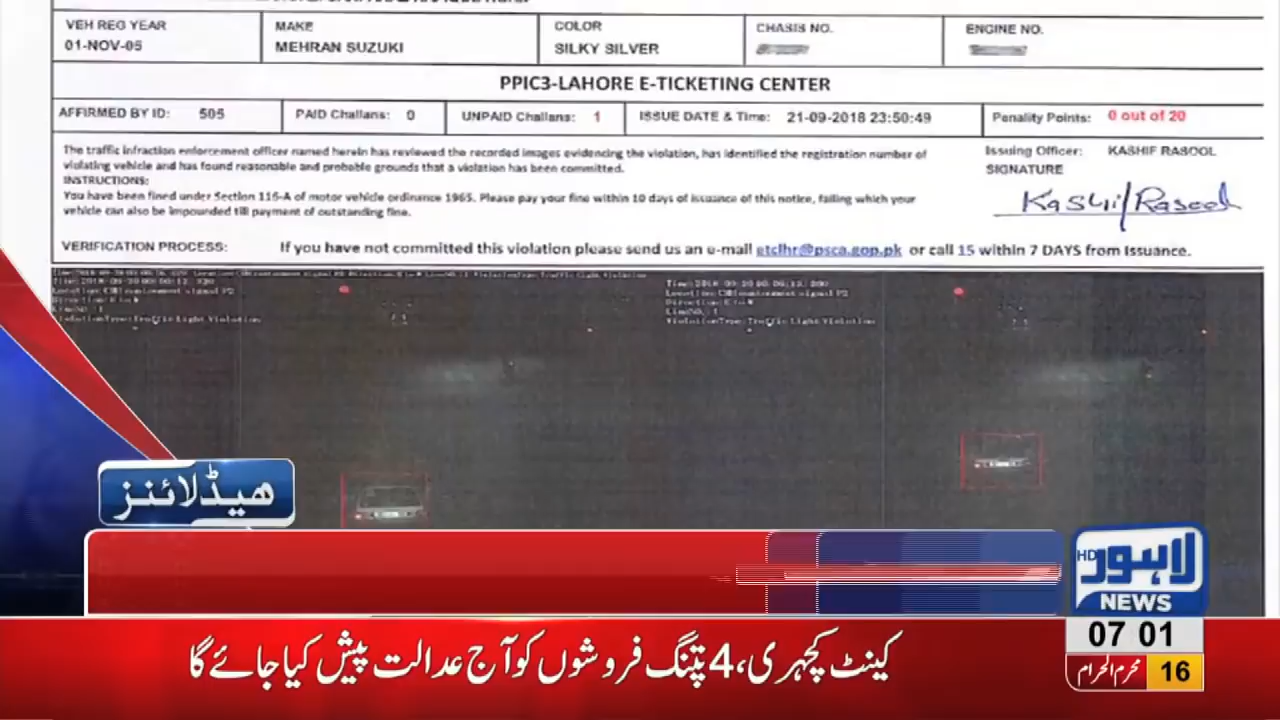 VEH REG YEAR
01-NOV-05
MAKE
MEHRAN SUZUKI
COLOR
SILKY SILVER
CHASIS NO.
ENGINE NO.
PPIC3-LAHORE E-TICKETING CENTER
AFFIRMED BY ID: 505
PAID Challans: 0
UNPAID Challans: 1
ISSUE DATE & Time: 21-09-2018 23:50:49
Penality Points: 0 out of 20
The traffic infraction enforcement officer named herein has reviewed the recorded images evidencing the violation, has identified the registration number of
violating vehicle and has found reasonable and probable grounds that a violation has been committed.
INSTRUCTIONS:
You have been fined under Section 116-A of motor vehicle ordinance 1965. Please pay your fine within 10 days of issuance of this notice, failing which your
vehicle can also be impounded till payment of outstanding fine.
Issuing Officer: KASHIF RASOOL
SIGNATURE
Kashif Rasool
VERIFICATION PROCESS: If you have not committed this violation please send us an e-mail etclhr@psca.gop.pk or call 15 within 7 DAYS from Issuance.
ھیڈلائنز
HD لاہور
NEWS
07 01
16 محرم الحرام
کینٹ کچہری، 4 پتنگ فروشوں کو آج عدالت پیش کیا جائے گا